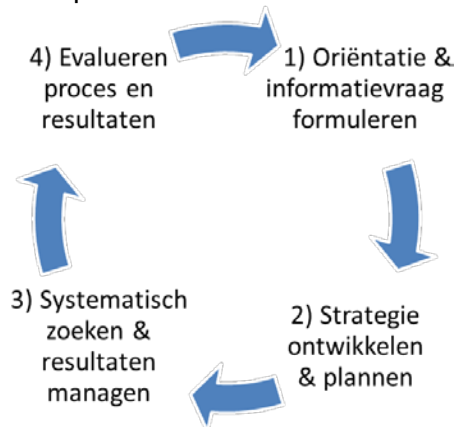 1) Oriëntatie &
informatievraag
formuleren
2) Strategie
ontwikkelen
& plannen
3) Systematisch
zoeken &
resultaten
managen
4) Evalueren
proces en
resultaten